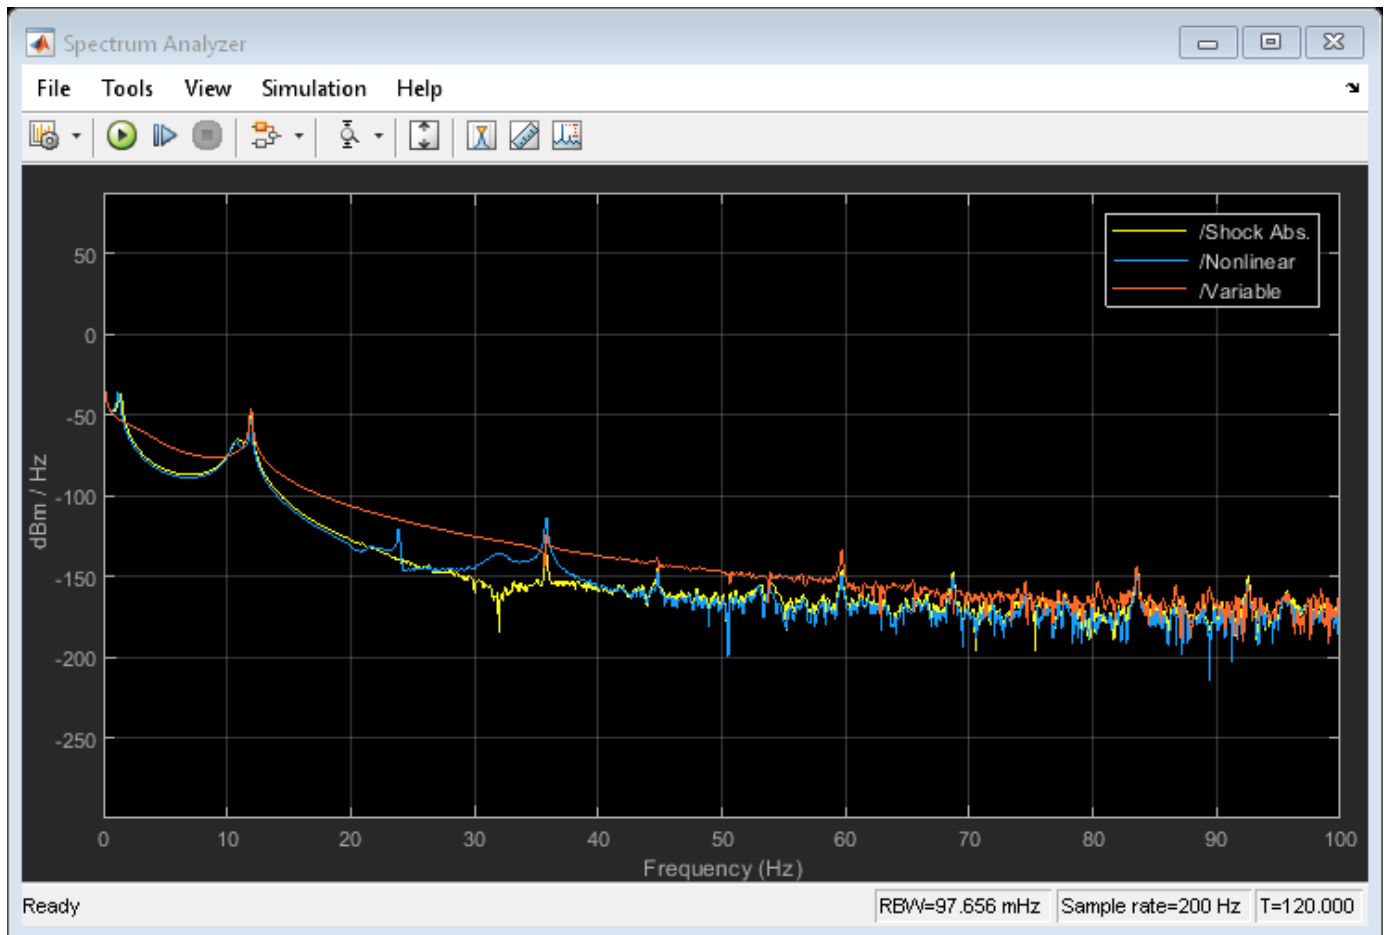 Spectrum Analyzer
File Tools View Simulation Help
/Shock Abs.
/Nonlinear
/Variable
50
0
-50
-100
-150
-200
-250
dBm / Hz
0 10 20 30 40 50 60 70 80 90 100
Frequency (Hz)
Ready RBW=97.656 mHz Sample rate=200 Hz T=120.000